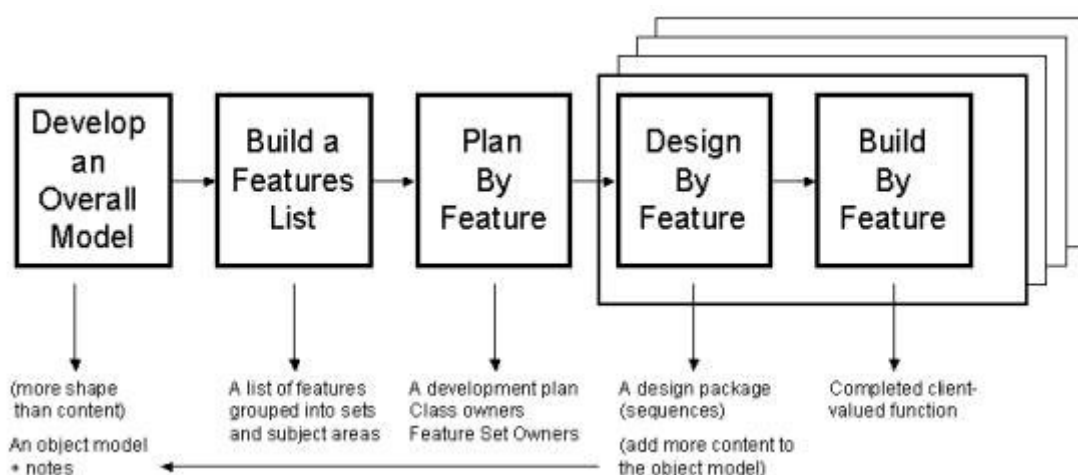 Develop
an
Overall
Model
Build a
Features
List
Plan
By
Feature
Design
By
Feature
Build
By
Feature
(more shape
than content)
An object model
+ notes
A list of features
grouped into sets
and subject areas
A development plan
Class owners
Feature Set Owners
A design package
(sequences)
(add more content to
the object model)
Completed client-
valued function